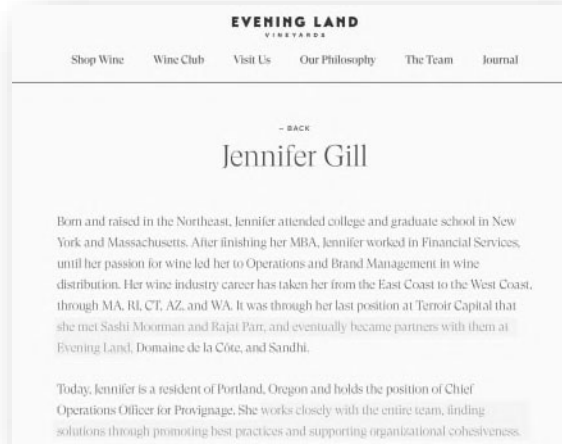 EVENING LAND
VINEYARDS
Shop Wine Wine Club Visit Us Our Philosophy The Team Journal
– BACK
Jennifer Gill
Born and raised in the Northeast, Jennifer attended college and graduate school in New
York and Massachusetts. After finishing her MBA, Jennifer worked in Financial Services,
until her passion for wine led her to Operations and Brand Management in wine
distribution. Her wine industry career has taken her from the East Coast to the West Coast,
through MA, RI, CT, AZ, and WA. It was through her last position at Terroir Capital that
she met Sashi Moorman and Rajat Parr, and eventually became partners with them at
Evening Land, Domaine de la Côte, and Sandhi.
Today, Jennifer is a resident of Portland, Oregon and holds the position of Chief
Operations Officer for Provignage. She works closely with the entire team, finding
solutions through promoting best practices and supporting organizational cohesiveness.